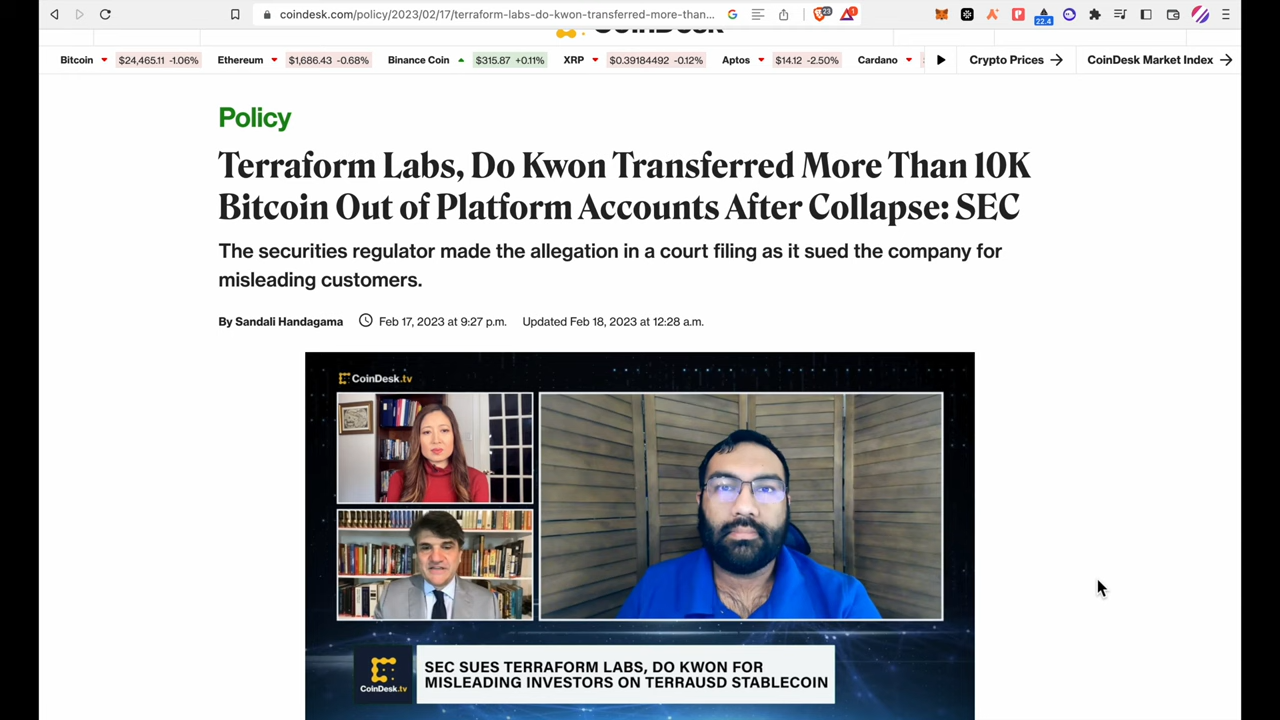 coindesk.com/policy/2023/02/17/terraform-labs-do-kwon-transferred-more-than...
23
1
22.4
CoinDesk
Bitcoin $24,465.11 -1.06% Ethereum $1,686.43 -0.68% Binance Coin $315.87 +0.11% XRP $0.39184492 -0.12% Aptos $14.12 -2.50% Cardano Crypto Prices → CoinDesk Market Index →
Policy
Terraform Labs, Do Kwon Transferred More Than 10K
Bitcoin Out of Platform Accounts After Collapse: SEC
The securities regulator made the allegation in a court filing as it sued the company for
misleading customers.
By Sandali Handagama Feb 17, 2023 at 9:27 p.m. Updated Feb 18, 2023 at 12:28 a.m.
CoinDesk.tv
SEC SUES TERRAFORM LABS, DO KWON FOR
MISLEADING INVESTORS ON TERRAUSD STABLECOIN
CoinDesk.tv